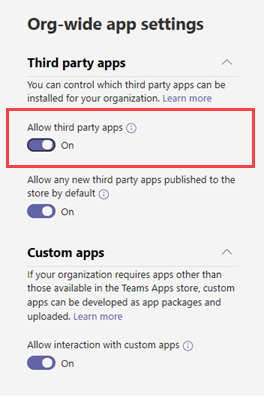 Org-wide app settings
Third party apps
You can control which third party apps can be
installed for your organization. Learn more
Allow third party apps
On
Allow any new third party apps published to the
store by default
On
Custom apps
If your organization requires apps other than
those available in the Teams Apps store, custom
apps can be developed as app packages and
uploaded. Learn more
Allow interaction with custom apps
On